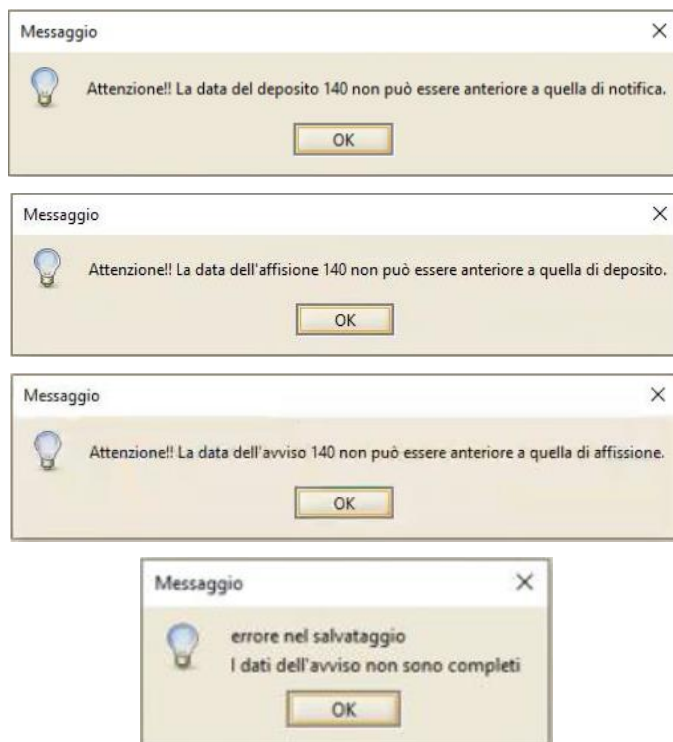 Messaggio
Attenzione!! La data del deposito 140 non può essere anteriore a quella di notifica.
OK
Messaggio
Attenzione!! La data dell'affisione 140 non può essere anteriore a quella di deposito.
OK
Messaggio
Attenzione!! La data dell'avviso 140 non può essere anteriore a quella di affissione.
OK
Messaggio
errore nel salvataggio
I dati dell'avviso non sono completi
OK